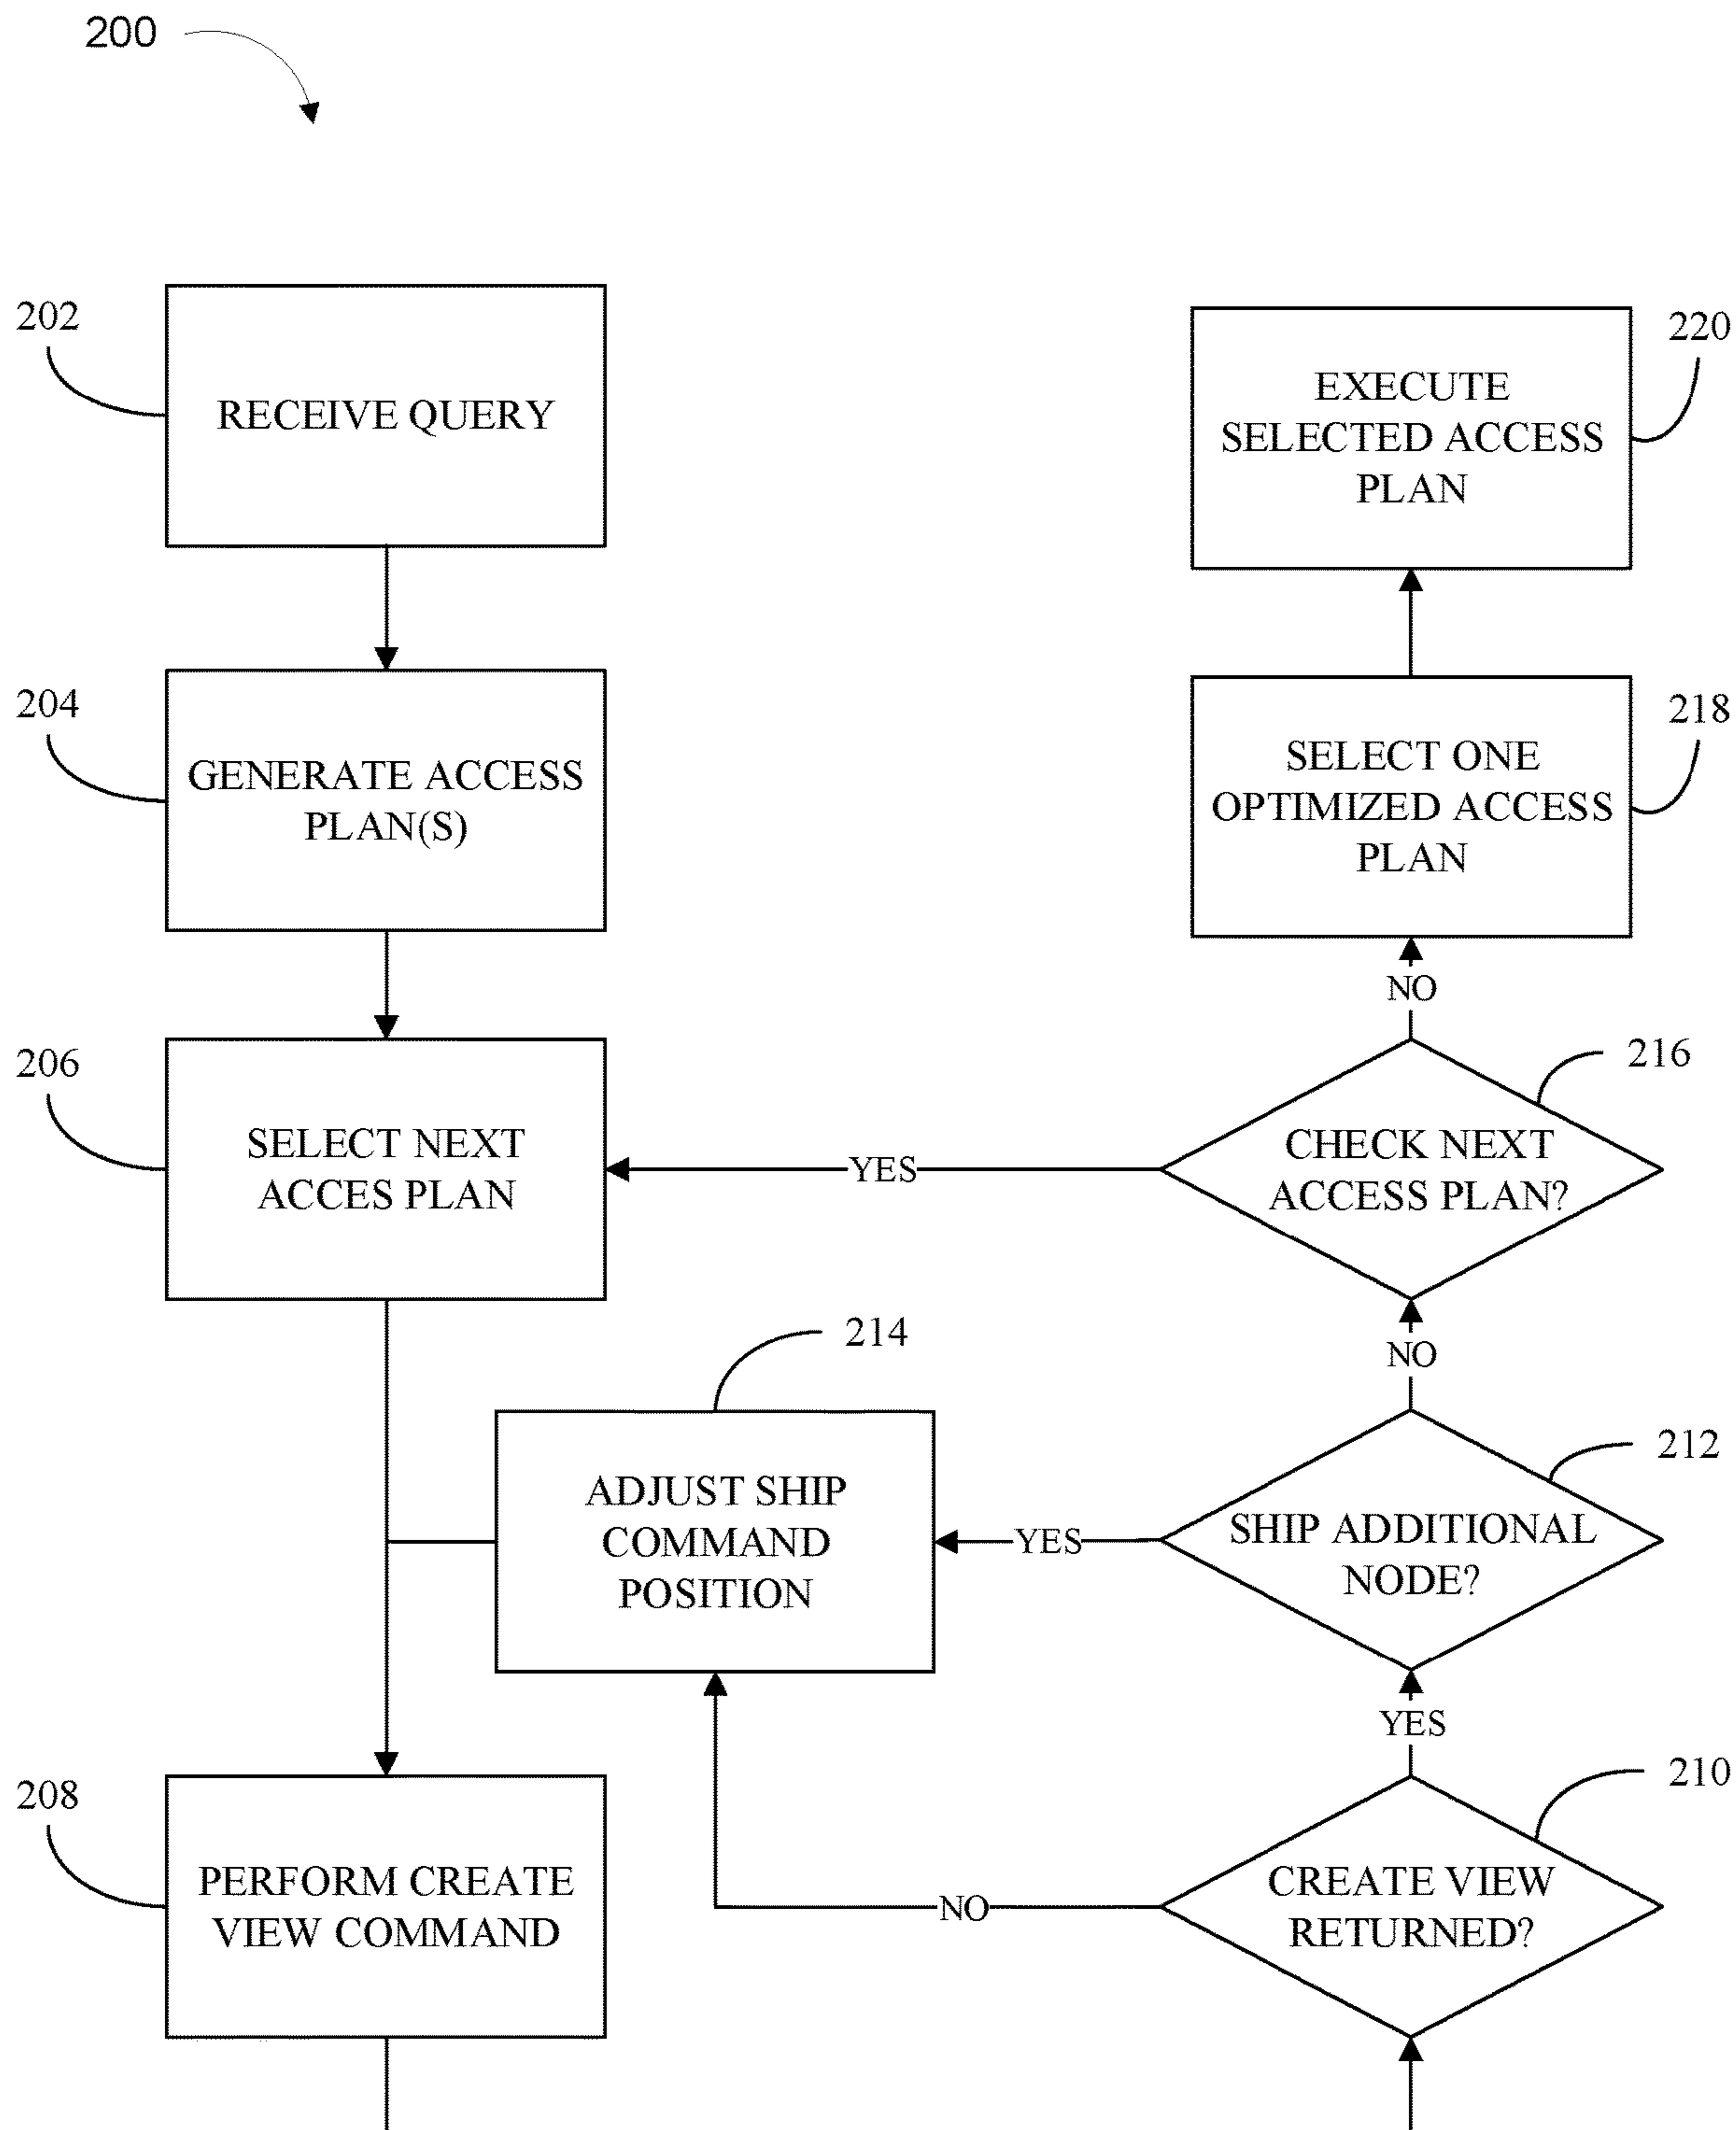 200
202
RECEIVE QUERY
204
GENERATE ACCESS
PLAN(S)
206
SELECT NEXT
ACCES PLAN
208
PERFORM CREATE
VIEW COMMAND
210
CREATE VIEW
RETURNED?
NO
YES
212
SHIP ADDITIONAL
NODE?
YES
NO
214
ADJUST SHIP
COMMAND
POSITION
216
CHECK NEXT
ACCESS PLAN?
YES
NO
218
SELECT ONE
OPTIMIZED ACCESS
PLAN
220
EXECUTE
SELECTED ACCESS
PLAN